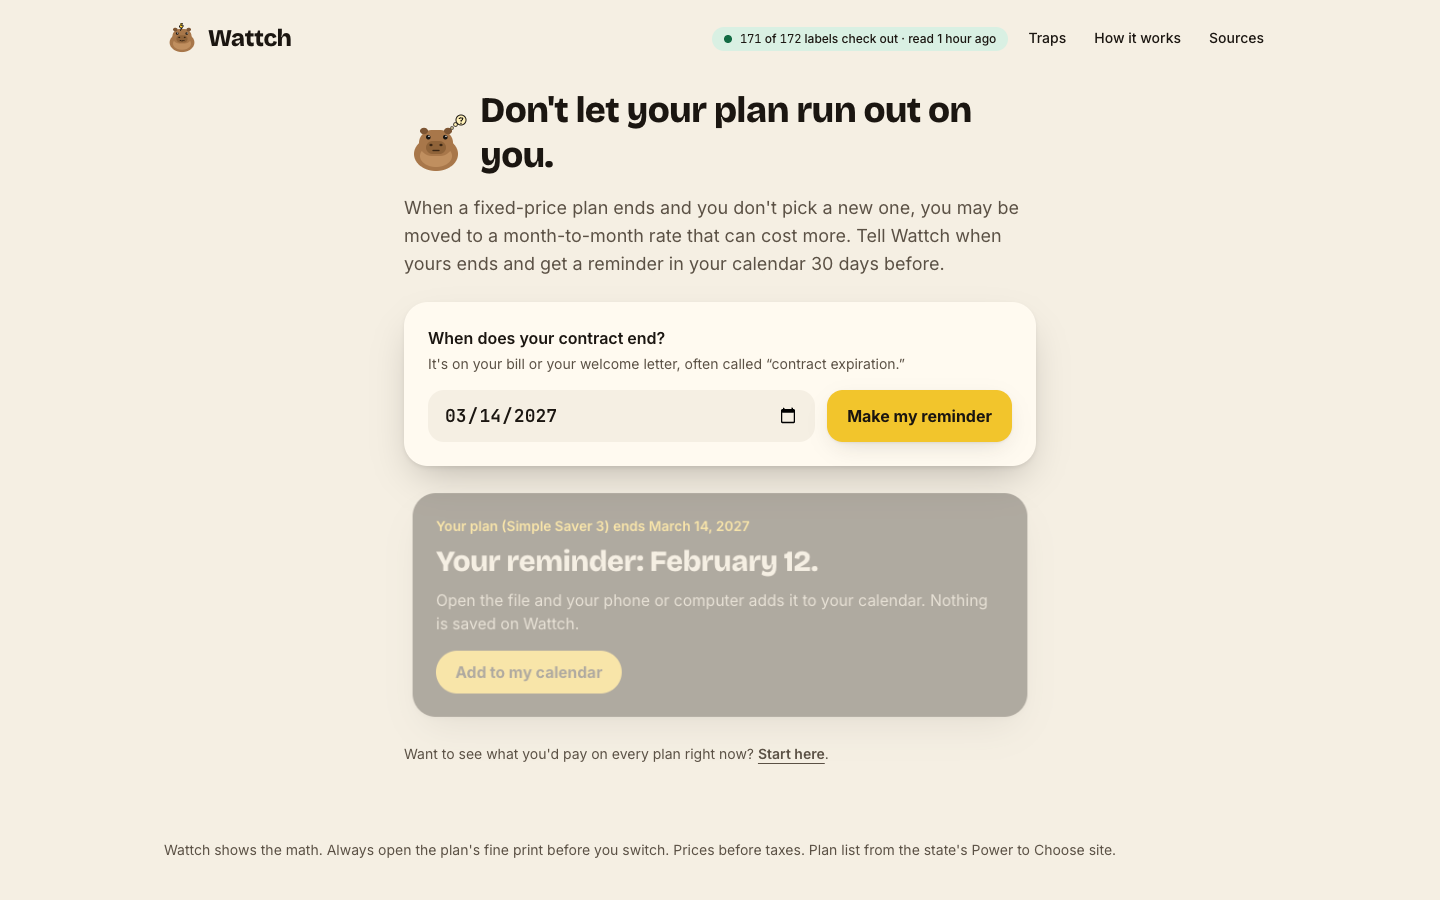 Wattch
171 of 172 labels check out · read 1 hour ago
Traps
How it works
Sources
?
Don't let your plan run out on
you.
When a fixed-price plan ends and you don't pick a new one, you may be
moved to a month-to-month rate that can cost more. Tell Wattch when
yours ends and get a reminder in your calendar 30 days before.
When does your contract end?
It's on your bill or your welcome letter, often called “contract expiration.”
03/14/2027
Make my reminder
Your plan (Simple Saver 3) ends March 14, 2027
Your reminder: February 12.
Open the file and your phone or computer adds it to your calendar. Nothing
is saved on Wattch.
Add to my calendar
Want to see what you'd pay on every plan right now? Start here.
Wattch shows the math. Always open the plan's fine print before you switch. Prices before taxes. Plan list from the state's Power to Choose site.